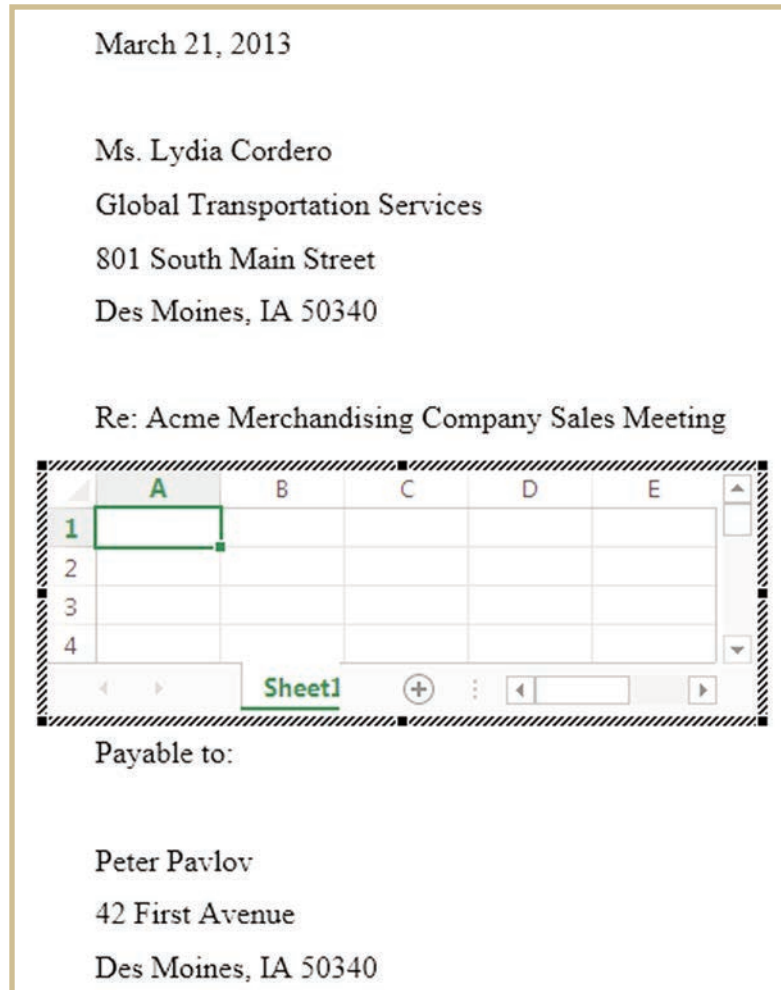 March 21, 2013
Ms. Lydia Cordero
Global Transportation Services
801 South Main Street
Des Moines, IA 50340
Re: Acme Merchandising Company Sales Meeting
A B C D E
1
2
3
4
Sheet1
Payable to:
Peter Pavlov
42 First Avenue
Des Moines, IA 50340